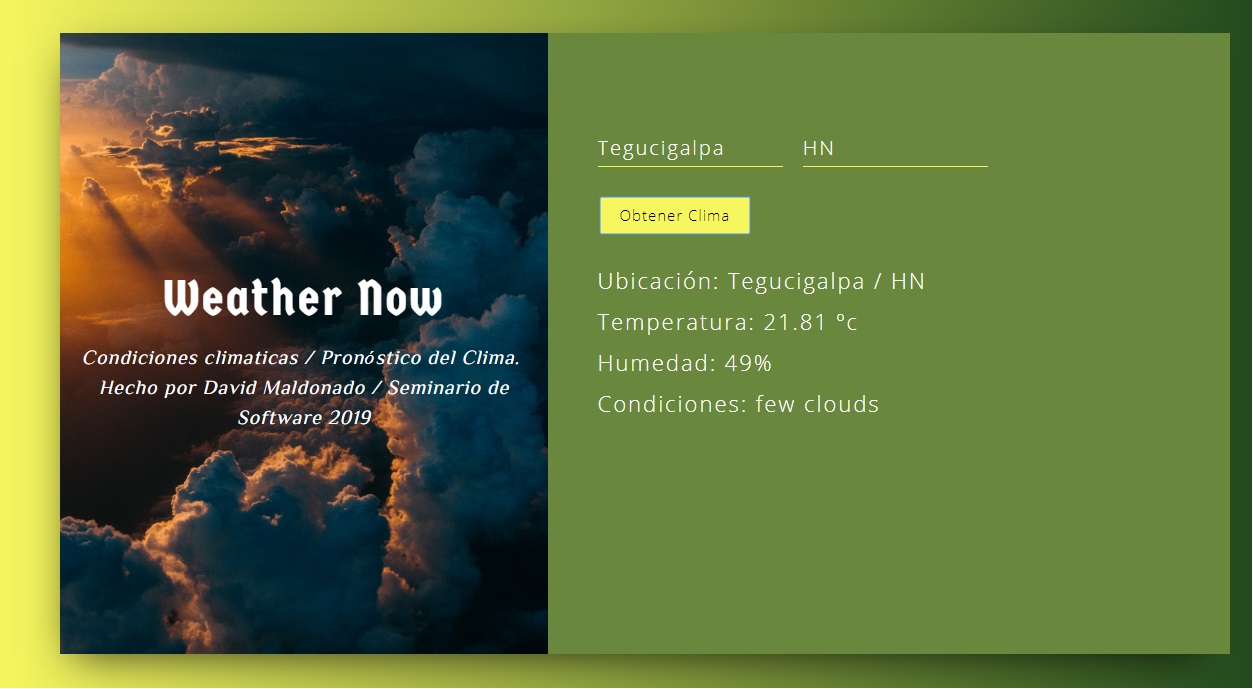 Weather Now
Condiciones climaticas / Pronóstico del Clima.
Hecho por David Maldonado / Seminario de
Software 2019
Tegucigalpa
HN
Obtener Clima
Ubicación: Tegucigalpa / HN
Temperatura: 21.81 ºc
Humedad: 49%
Condiciones: few clouds